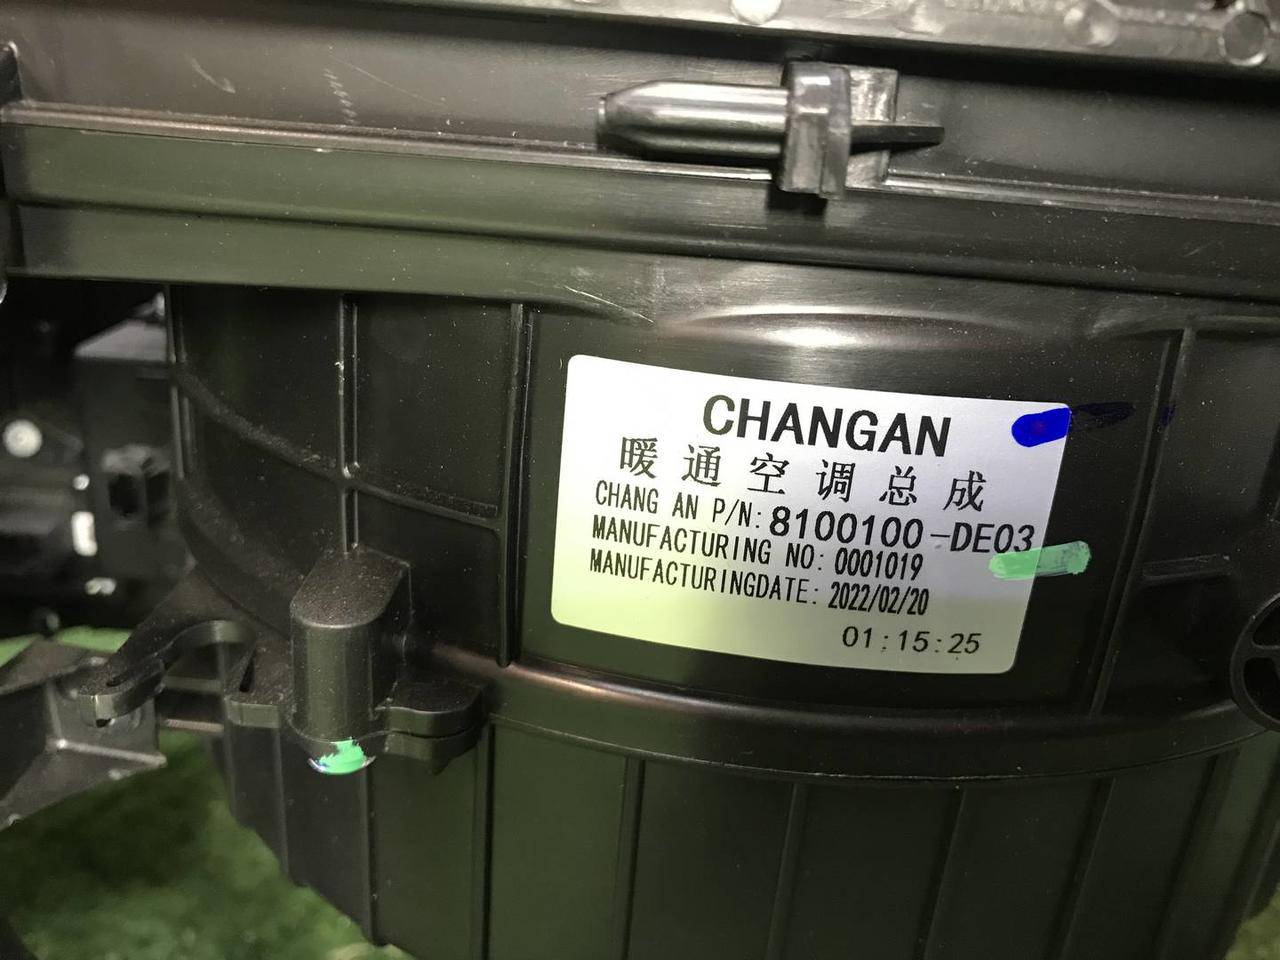 CHANGAN
暖通空调总成
CHANG AN P/N: 8100100-DE03
MANUFACTURING NO: 0001019
MANUFACTURINGDATE: 2022/02/20
01:15:25